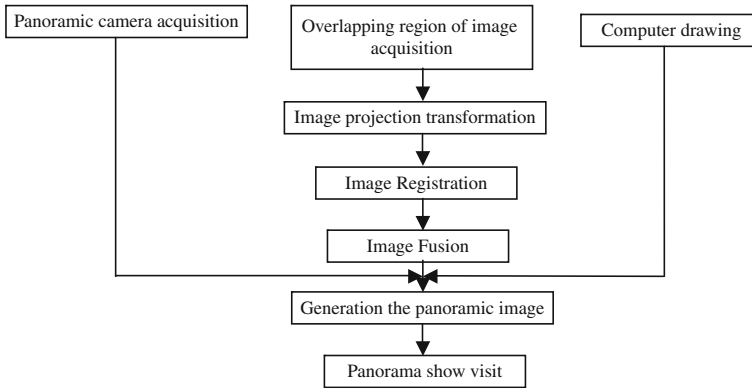 Panoramic camera acquisition
Overlapping region of image
acquisition
Computer drawing
Image projection transformation
Image Registration
Image Fusion
Generation the panoramic image
Panorama show visit